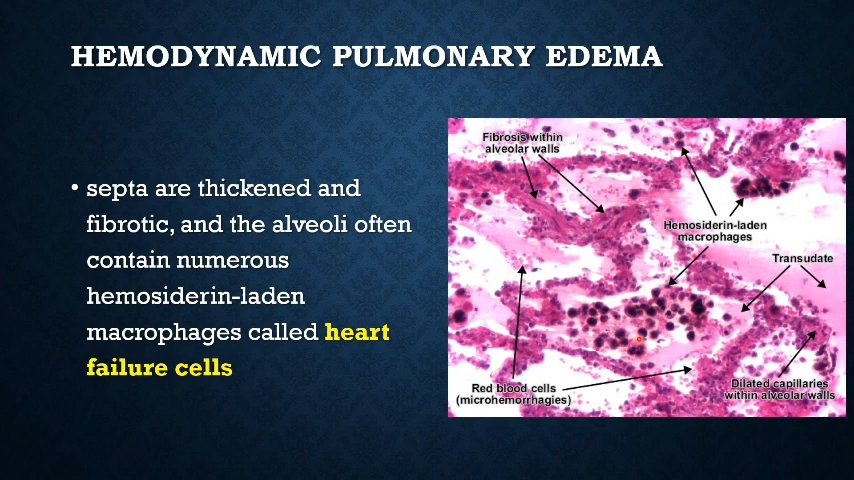 HEMODYNAMIC PULMONARY EDEMA
• septa are thickened and
fibrotic, and the alveoli often
contain numerous
hemosiderin-laden
macrophages called heart
failure cells
Fibrosis within
alveolar walls
Hemosiderin-laden
macrophages
Transudate
Red blood cells
(microhemorrhagies)
Dilated capillaries
within alveolar walls